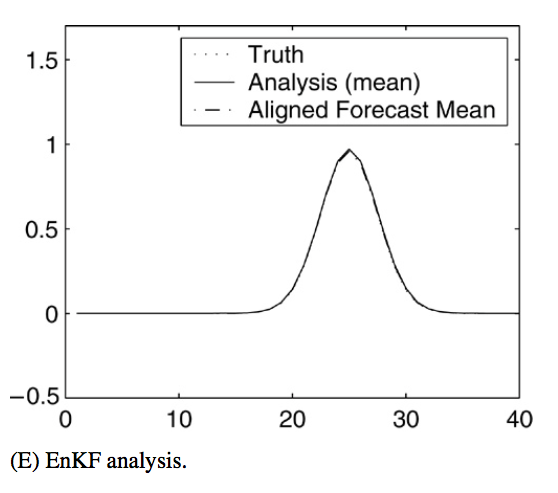 1.5
1
0.5
0
−0.5
Truth
Analysis (mean)
Aligned Forecast Mean
0 10 20 30 40
(E) EnKF analysis.